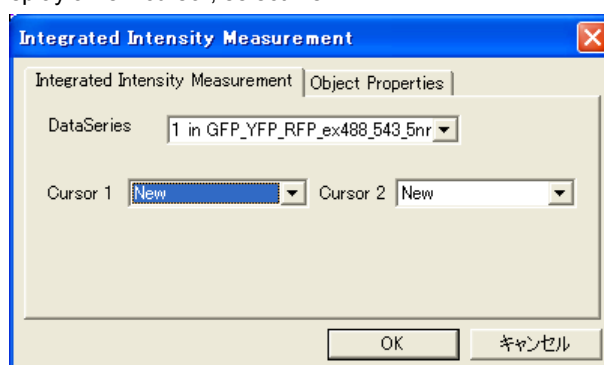 Integrated Intensity Measurement
Integrated Intensity Measurement Object Properties
DataSeries 1 in GFP_YFP_RFP_ex488_543_5nr
Cursor 1 New Cursor 2 New
OK キャンセル